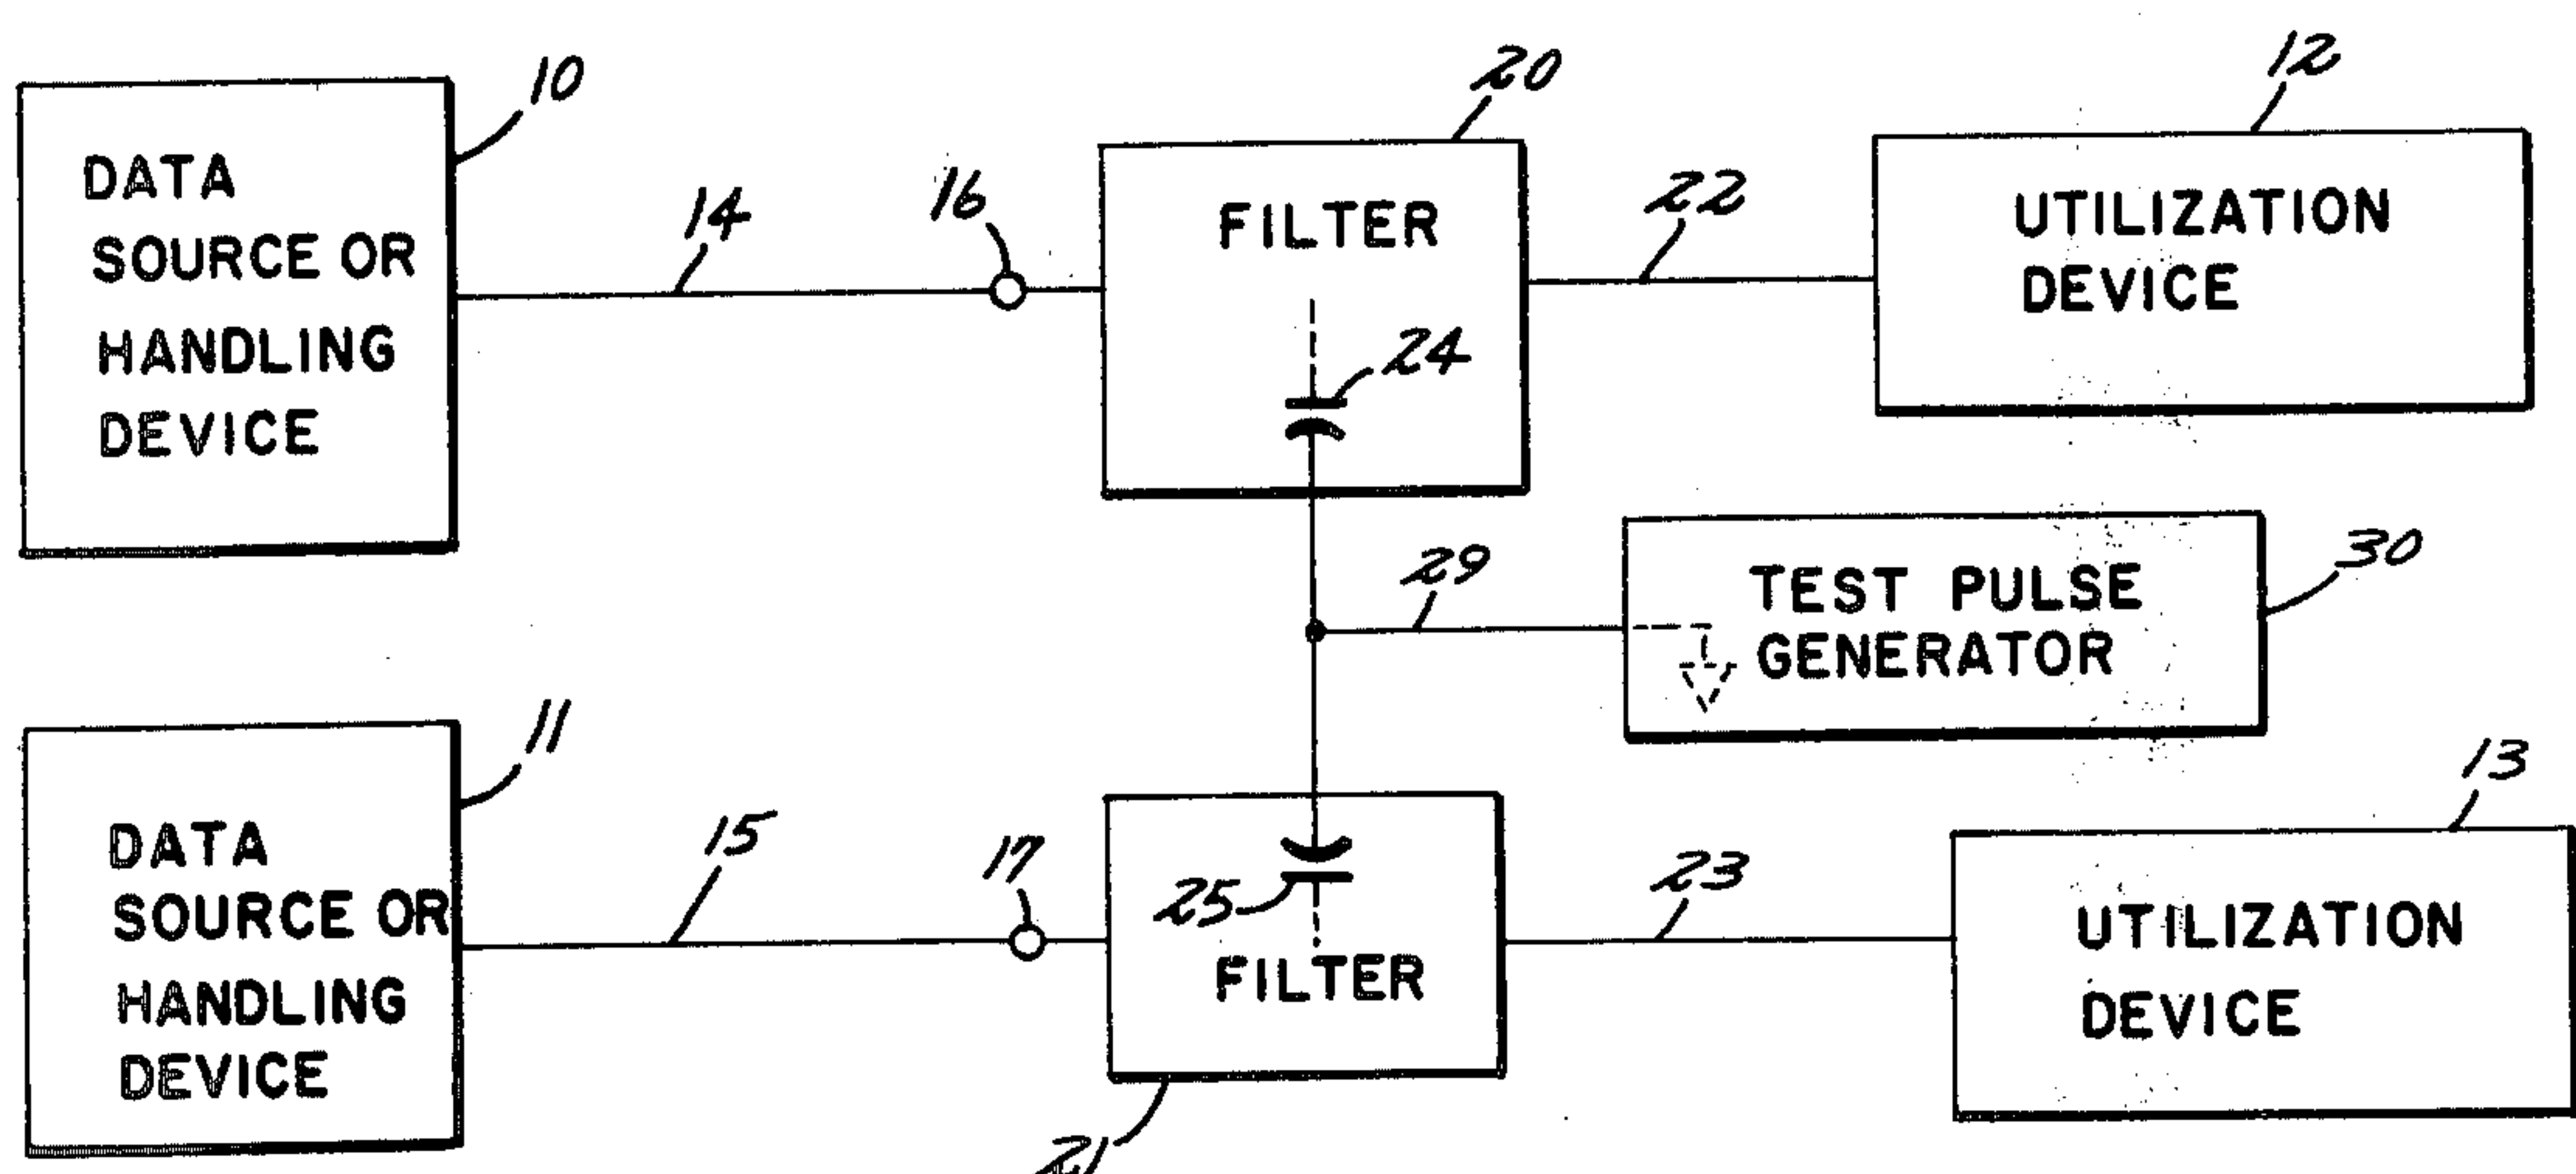 10
DATA
SOURCE OR
HANDLING
DEVICE
14
16
20
FILTER
24
22
12
UTILIZATION
DEVICE
29
TEST PULSE
GENERATOR
30
11
DATA
SOURCE OR
HANDLING
DEVICE
15
17
25
FILTER
21
23
13
UTILIZATION
DEVICE